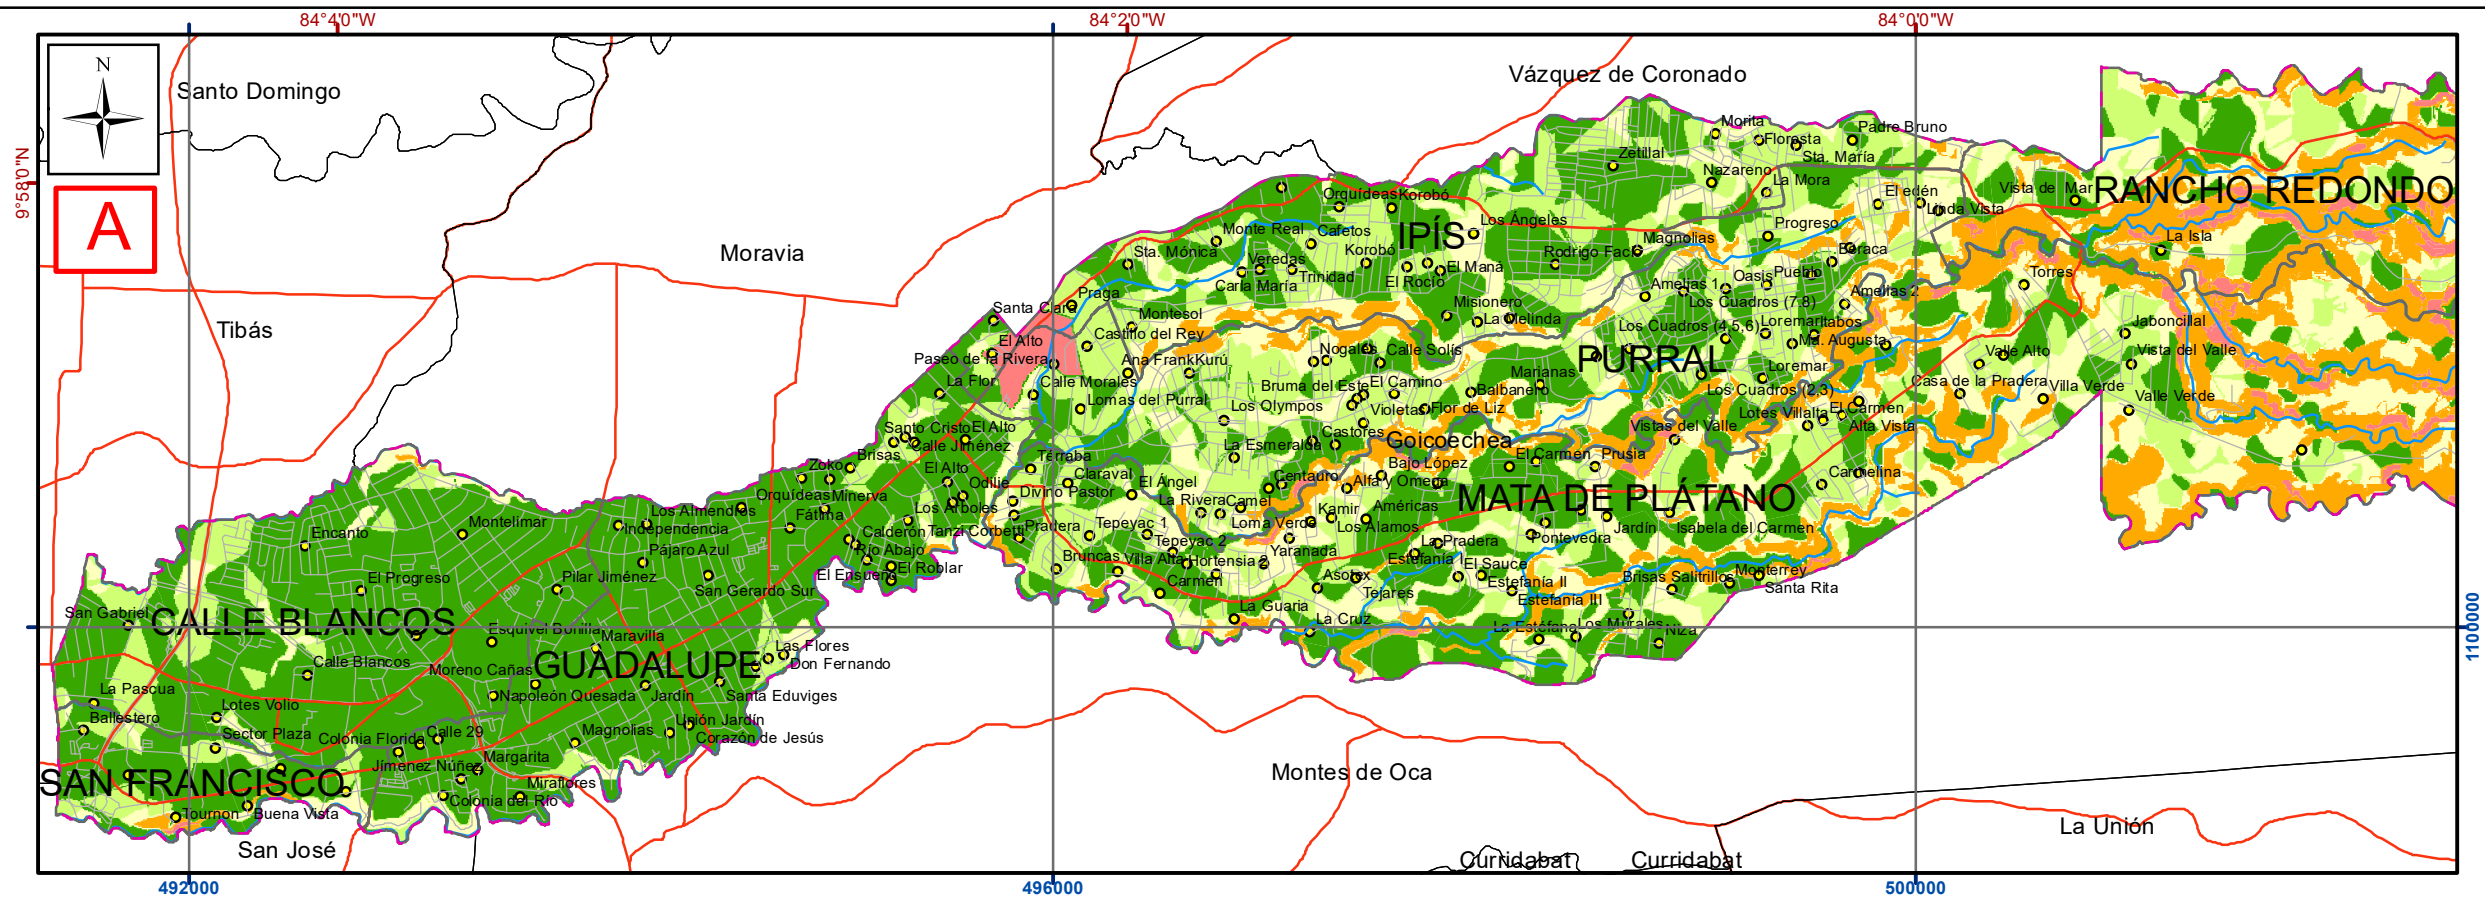 84°4'0"W
84°2'0"W
84°0'0"W
9°58'0"N
N
A
Santo Domingo
Vázquez de Coronado
Moravia
Tibás
RANCHO REDONDO
IPÍS
PURRAL
Goicoechea
MATA DE PLÁTANO
CALLE BLANCOS
GUADALUPE
SAN FRANCISCO
Montes de Oca
San José
Curridabat
Curridabat
La Unión
Morita
Floresta
Padre Bruno
Sta. María
Zetillal
Nazareno
La Mora
El edén
Linda Vista
Vista de Mar
Orquídeas
Korobó
Los Ángeles
Progreso
Monte Real
Cafetos
Magnolias
Baraca
La Isla
Sta. Mónica
Veredas
Korobó
Rodrigo Facio
El Maná
Trinidad
El Rocío
Carla María
Oasis
Pueblo
Torres
Amelias 1
Amelias 2
Los Cuadros (7,8)
Santa Clara
Praga
Montesol
Misionero
La Melinda
Los Cuadros (4,5,6)
Loremar
Itabos
Jaboncillal
El Alto
Castillo del Rey
Ma. Augusta
Paseo de la Rivera
Ana Frank
Kurú
Nogales
Calle Solís
Vista del Valle
Valle Alto
La Flor
Calle Morales
Bruma del Este
El Camino
Marianas
Balbanero
Loremar
Los Cuadros (2,3)
Casa de la Pradera
Villa Verde
Valle Verde
Lomas del Purral
Los Olympos
Violetas
Flor de Liz
Lotes Villalta
El Carmen
Alta Vista
Vistas del Valle
Santo Cristo
El Alto
Calle Jiménez
Castores
La Esmeralda
Brisas
Zoko
Térraba
El Alto
Claraval
Centauro
Bajo López
El Carmen
Prusia
Carmelina
Odilie
Divino Pastor
El Ángel
Alfa y Omega
Orquídeas
Minerva
La Rivera
Camel
Los Árboles
Fátima
Los Almendros
Independencia
Calderón
Tanzi Corbetti
Pradera
Tepeyac 1
Loma Verde
Kamir
Américas
Los Álamos
Jardín
Isabela del Carmen
Encanto
Montelimar
Pájaro Azul
Río Abajo
Tepeyac 2
Yaranada
La Pradera
Pontevedra
Bruncas
Villa Alta
Hortensia 2
Estefanía
El Ensueño
El Roblar
El Progreso
Pilar Jiménez
San Gerardo Sur
Carmen
Asotex
Tejares
El Sauce
Estefanía II
Estefanía III
Brisas
Salitrillos
Monterrey
Santa Rita
San Gabriel
La Guaria
La Cruz
La Estéfana
Los Murales
Niza
Esquivel Bonilla
Maravilla
Las Flores
Don Fernando
Calle Blancos
Moreno Cañas
Napoleón Quesada
Jardín
Santa Eduviges
La Pascua
Ballestero
Lotes Volio
Sector Plaza
Colonia Florida
Calle 29
Magnolias
Unión Jardín
Corazón de Jesús
Margarita
Jímenez Núñez
Miraflores
Colonia del Río
Tournon
Buena Vista
492000
496000
500000
1100000